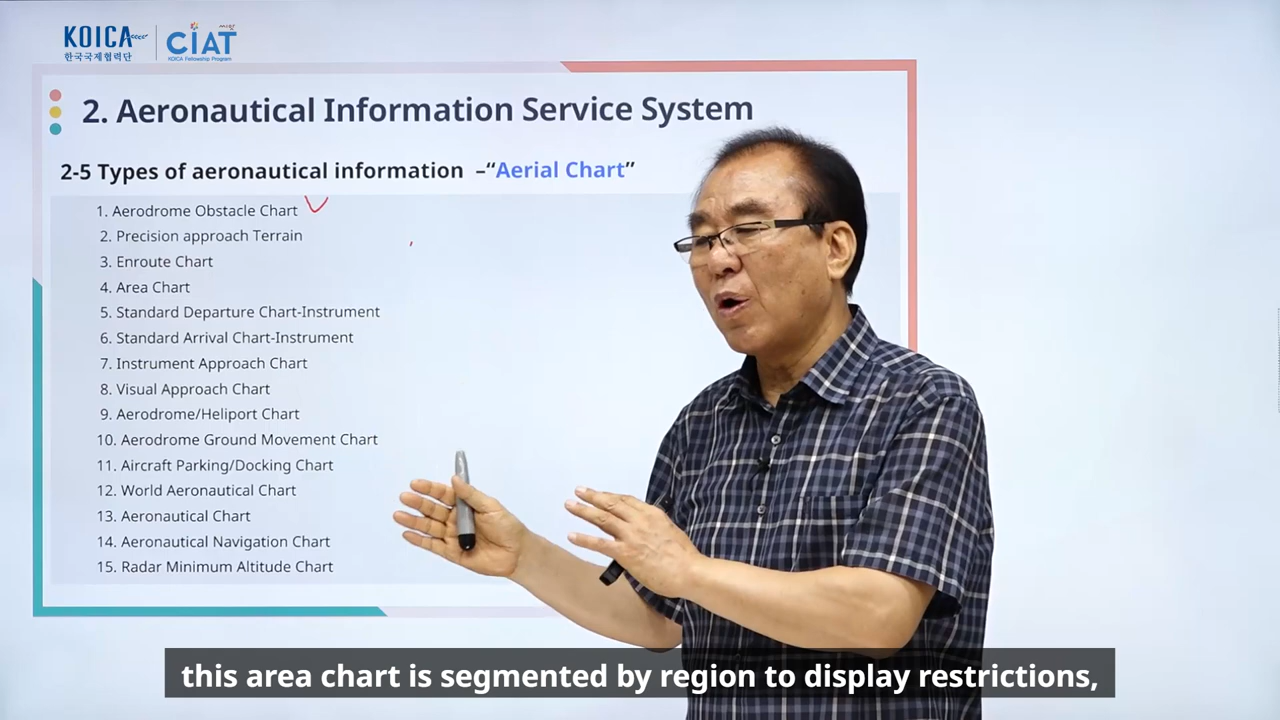 KOICA
한국국제협력단
CIAT
KOICA Fellowship Program
2. Aeronautical Information Service System
2-5 Types of aeronautical information –“Aerial Chart”
1. Aerodrome Obstacle Chart
2. Precision approach Terrain
3. Enroute Chart
4. Area Chart
5. Standard Departure Chart-Instrument
6. Standard Arrival Chart-Instrument
7. Instrument Approach Chart
8. Visual Approach Chart
9. Aerodrome/Heliport Chart
10. Aerodrome Ground Movement Chart
11. Aircraft Parking/Docking Chart
12. World Aeronautical Chart
13. Aeronautical Chart
14. Aeronautical Navigation Chart
15. Radar Minimum Altitude Chart
this area chart is segmented by region to display restrictions,